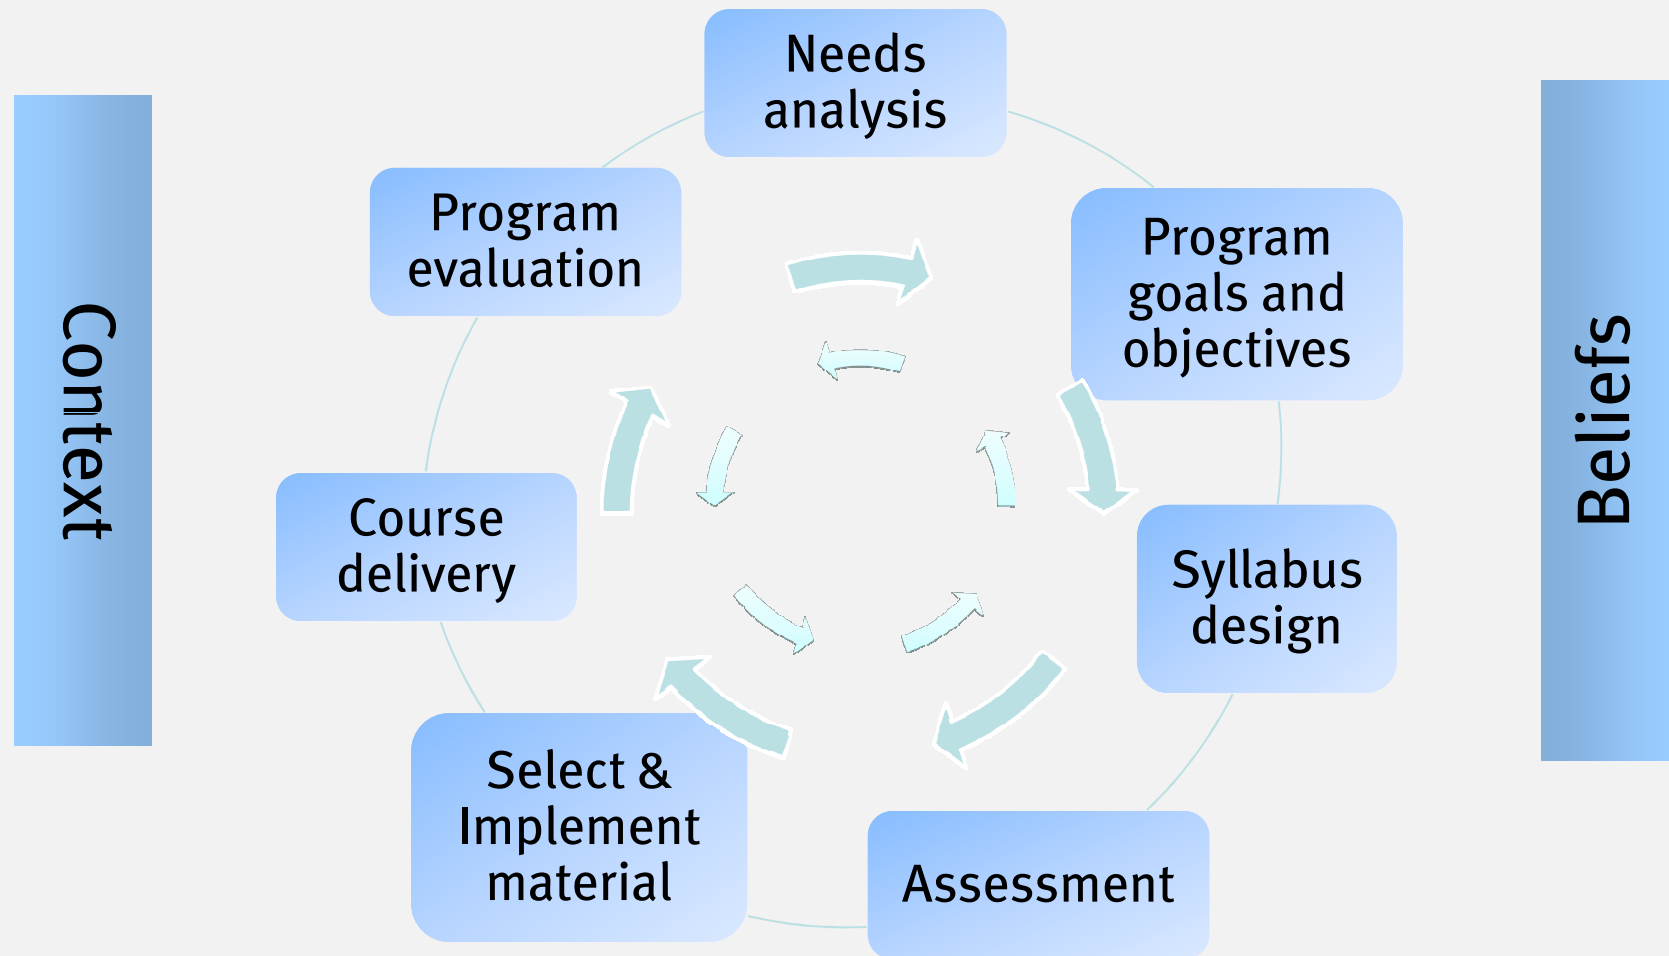 Needs
analysis
Program
goals and
objectives
Syllabus
design
Assessment
Select &
Implement
material
Course
delivery
Program
evaluation
Context
Beliefs